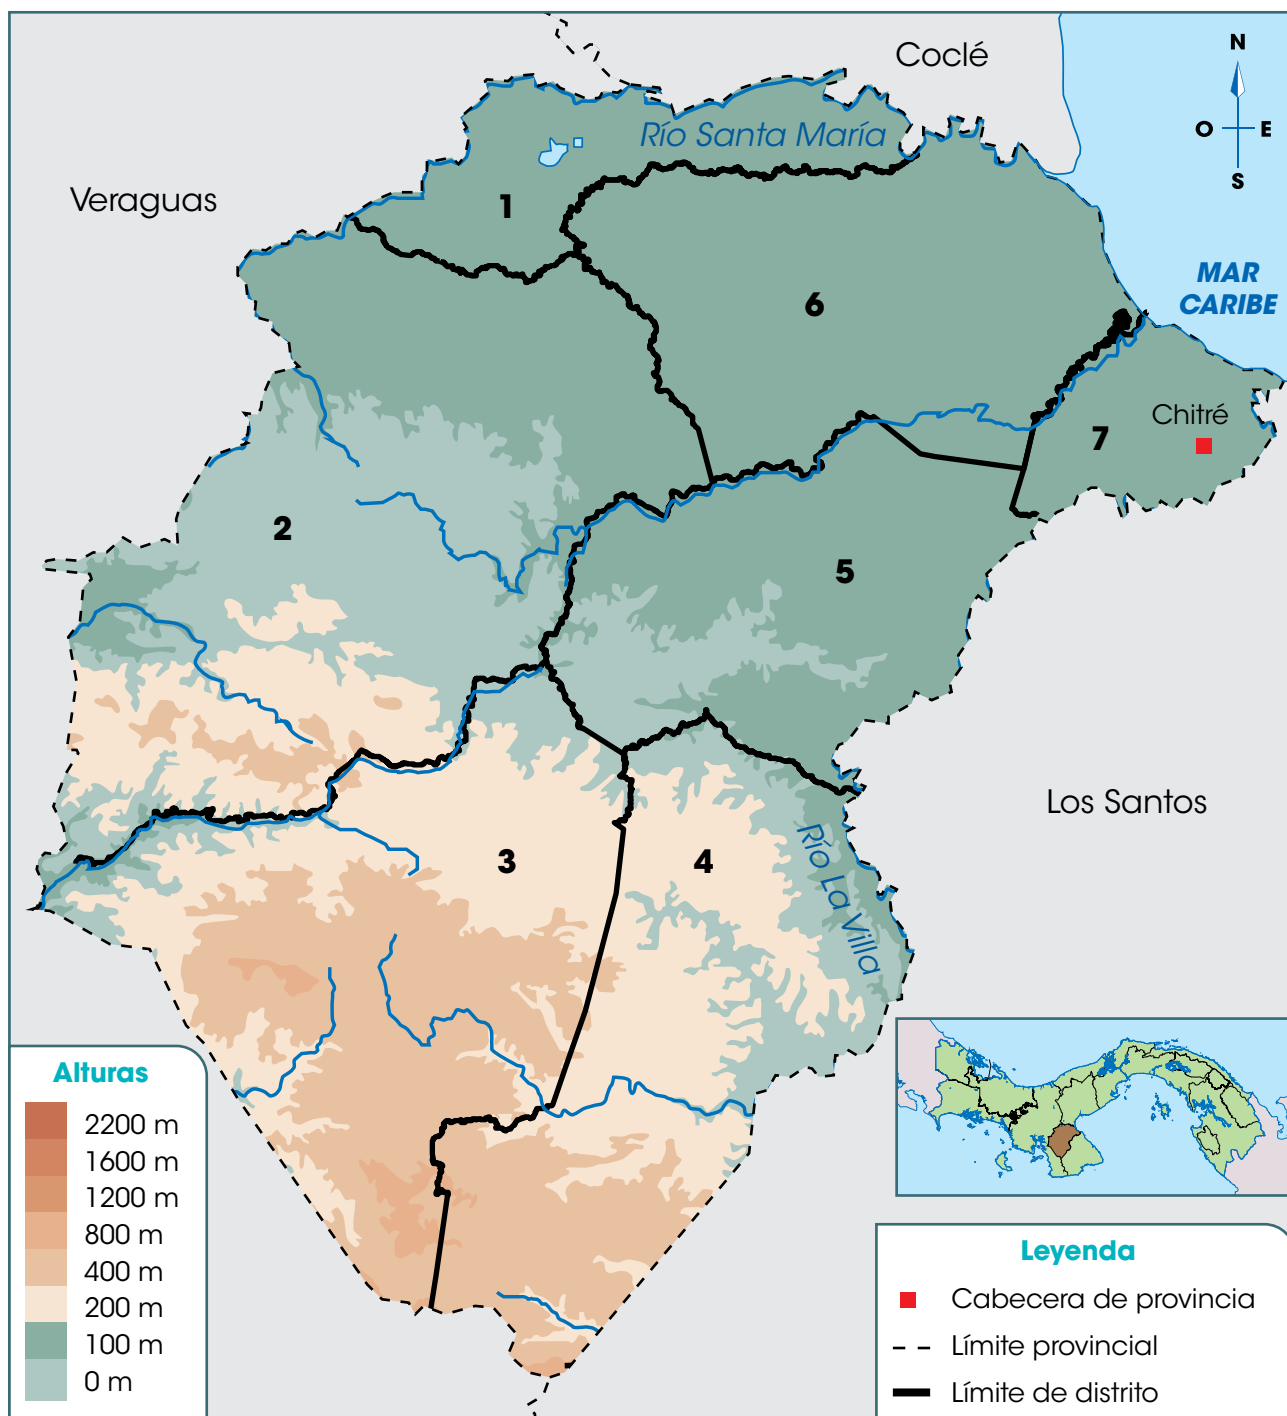 Coclé
N
O
E
S
Río Santa María
Veraguas
1
MAR
CARIBE
6
Chitré
7
2
5
Los Santos
3
4
Río La Villa
Alturas
2200 m
1600 m
1200 m
800 m
400 m
200 m
100 m
0 m
Leyenda
Cabecera de provincia
Límite provincial
Límite de distrito